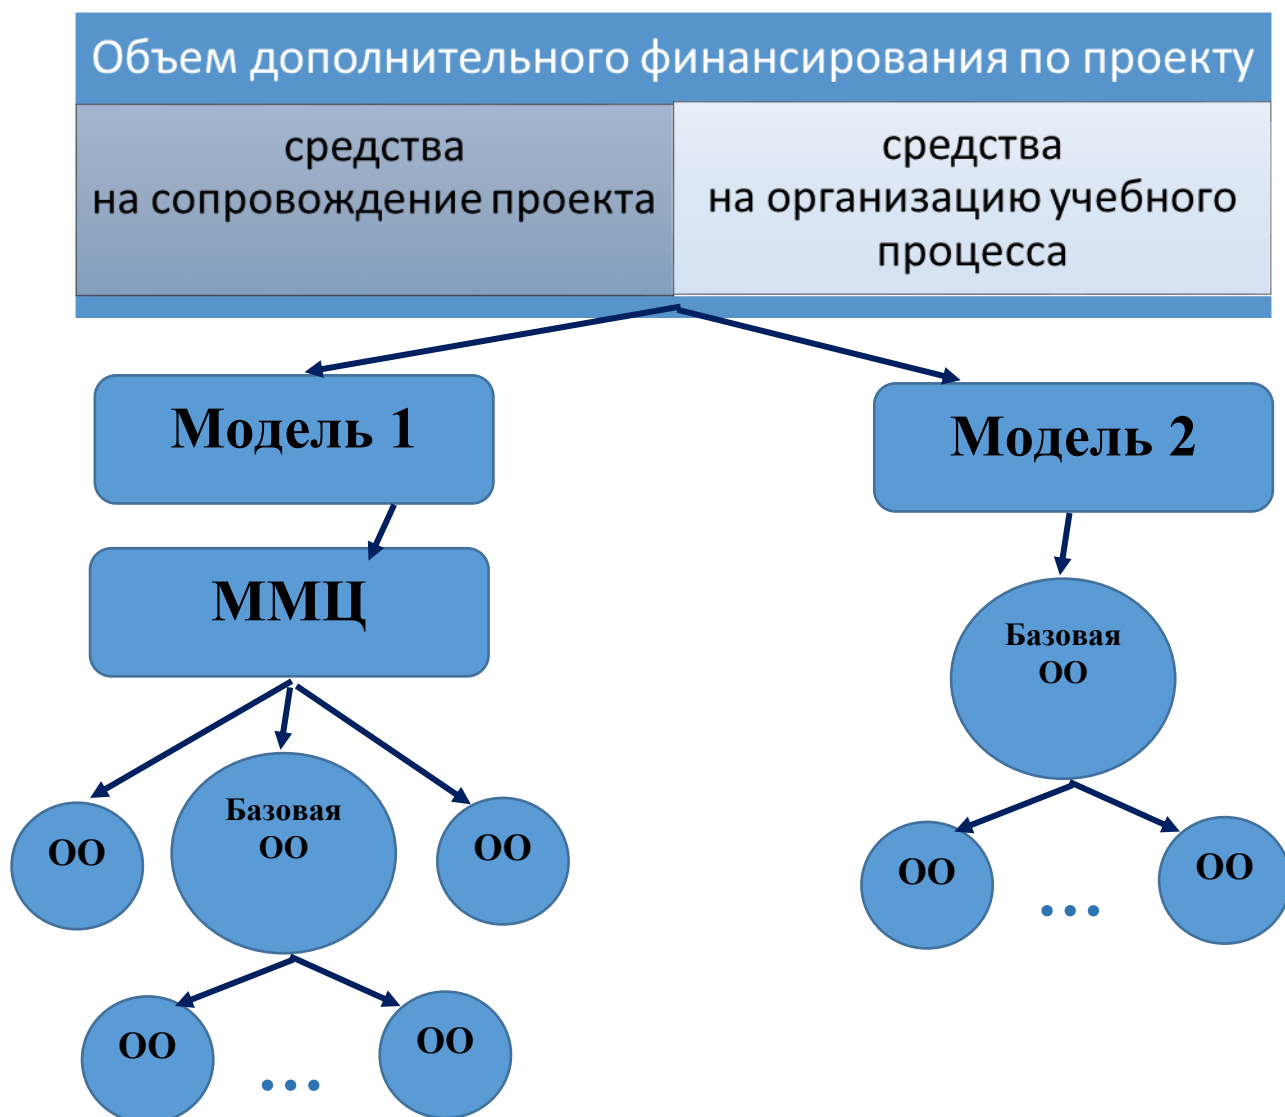 Объем дополнительного финансирования по проекту
средства
на сопровождение проекта
средства
на организацию учебного
процесса
Модель 1
Модель 2
ММЦ
Базовая
ОО
ОО
Базовая
ОО
ОО
ОО
ОО
...
ОО
ОО
...